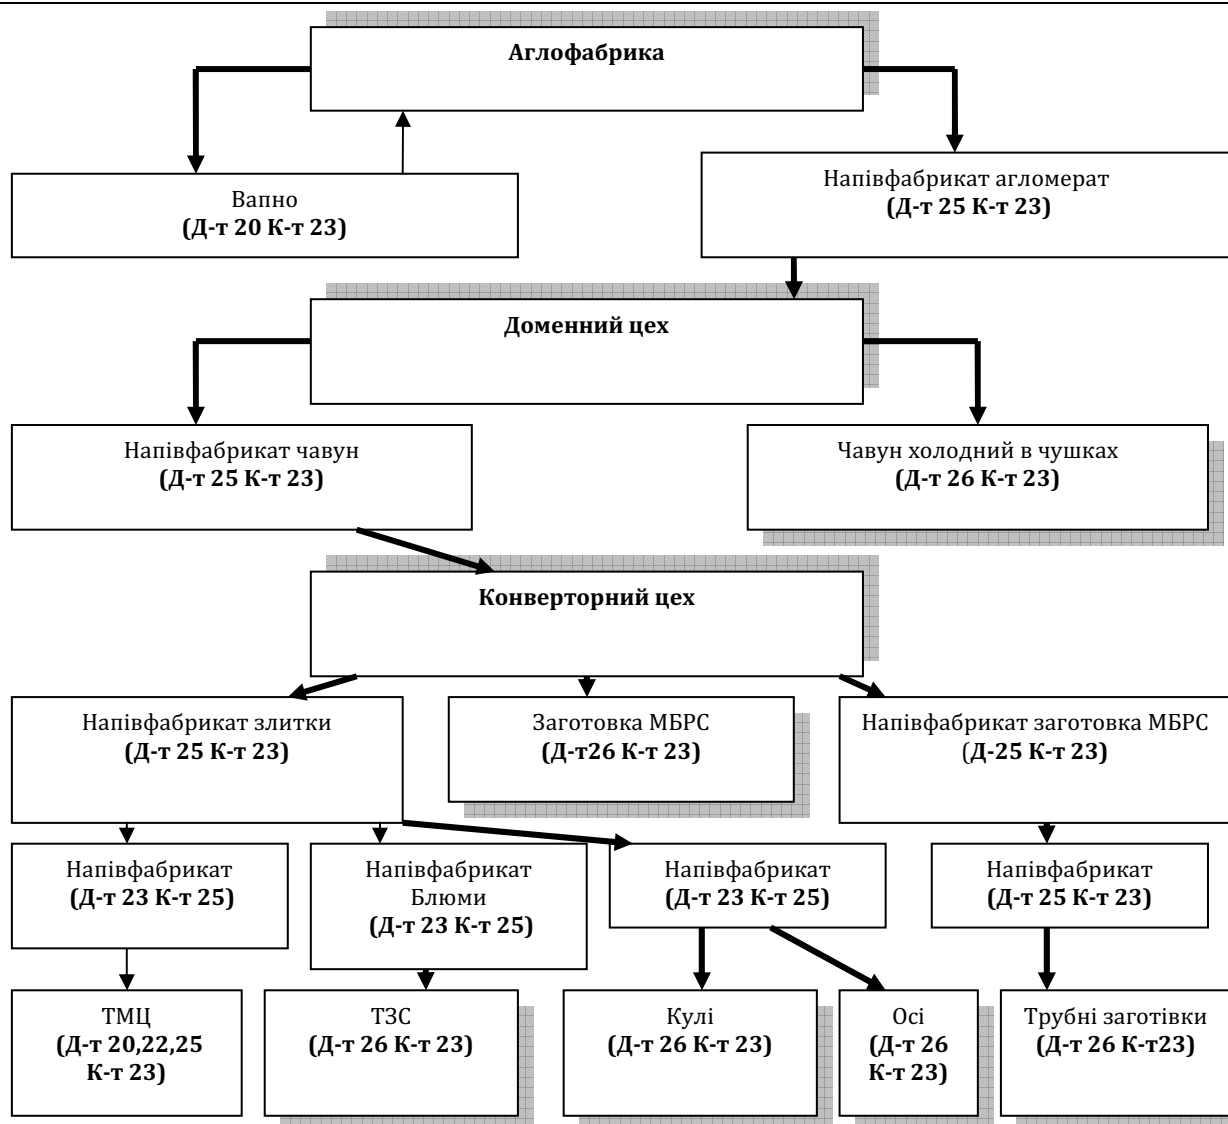 Аглофабрика
Вапно
(Д-т 20 К-т 23)
Напівфабрикат агломерат
(Д-т 25 К-т 23)
Доменний цех
Напівфабрикат чавун
(Д-т 25 К-т 23)
Чавун холодний в чушках
(Д-т 26 К-т 23)
Конверторний цех
Напівфабрикат злитки
(Д-т 25 К-т 23)
Заготовка МБРС
(Д-т26 К-т 23)
Напівфабрикат заготовка МБРС
(Д-25 К-т 23)
Напівфабрикат
(Д-т 23 К-т 25)
Напівфабрикат
Блюми
(Д-т 23 К-т 25)
Напівфабрикат
(Д-т 23 К-т 25)
Напівфабрикат
(Д-т 25 К-т 23)
ТМЦ
(Д-т 20,22,25
К-т 23)
ТЗС
(Д-т 26 К-т 23)
Кулі
(Д-т 26 К-т 23)
Осі
(Д-т 26
К-т 23)
Трубні заготівки
(Д-т 26 К-т23)